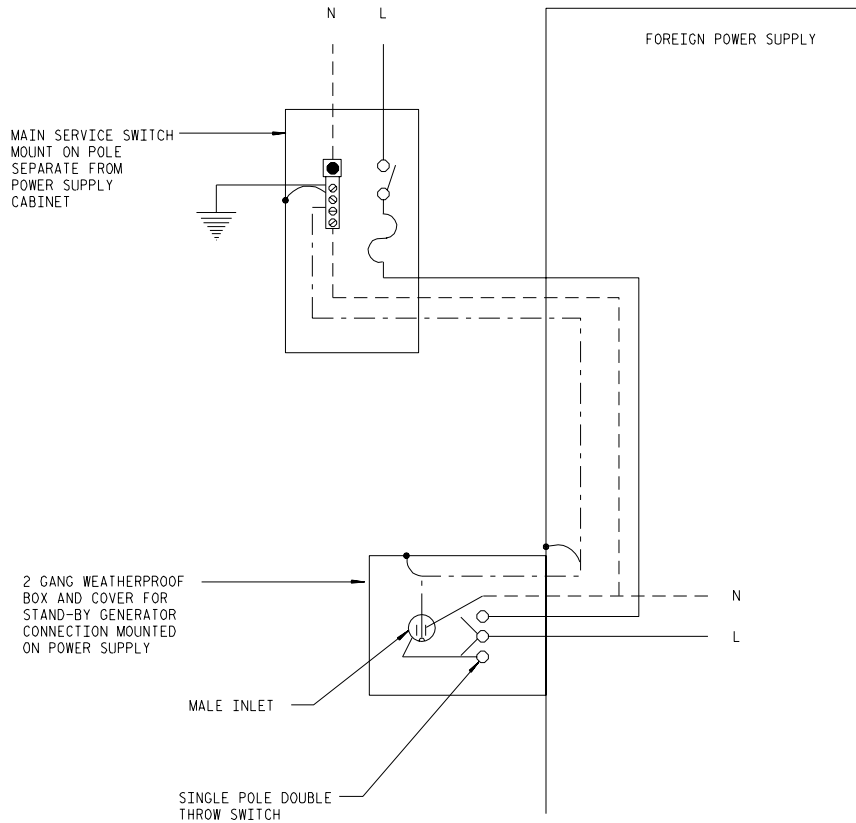 N L
FOREIGN POWER SUPPLY
MAIN SERVICE SWITCH
MOUNT ON POLE
SEPARATE FROM
POWER SUPPLY
CABINET
2 GANG WEATHERPROOF
BOX AND COVER FOR
STAND-BY GENERATOR
CONNECTION MOUNTED
ON POWER SUPPLY
N
L
MALE INLET
SINGLE POLE DOUBLE
THROW SWITCH